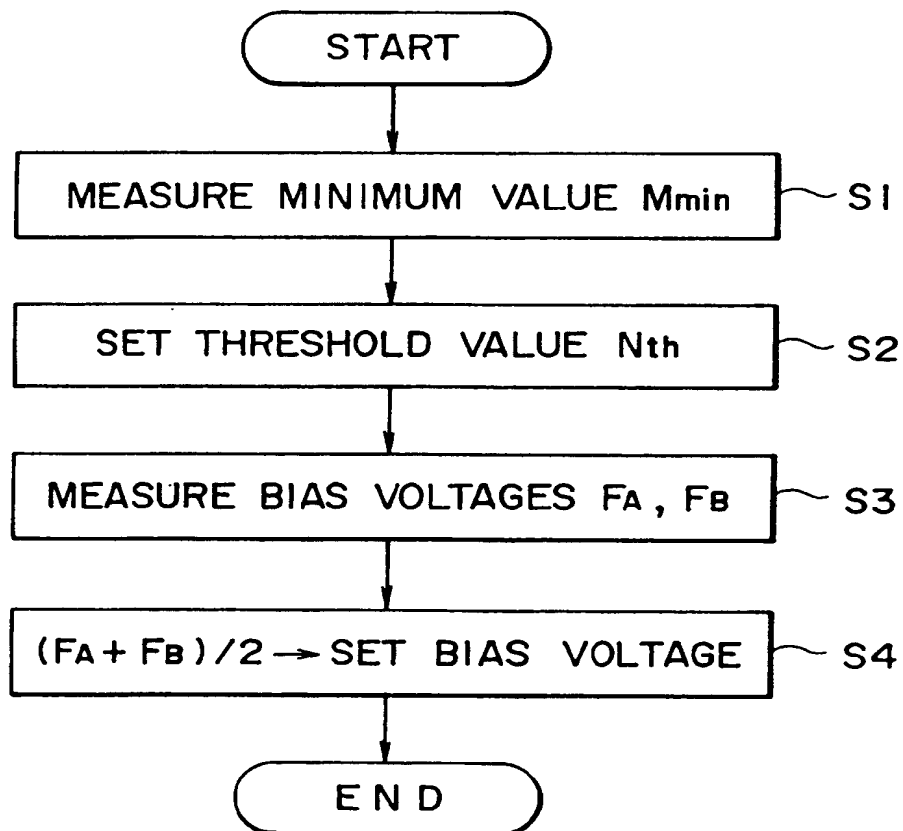 START
MEASURE MINIMUM VALUE Mmin S1
SET THRESHOLD VALUE Nth S2
MEASURE BIAS VOLTAGES FA, FB S3
(FA+FB)/2→SET BIAS VOLTAGE S4
END